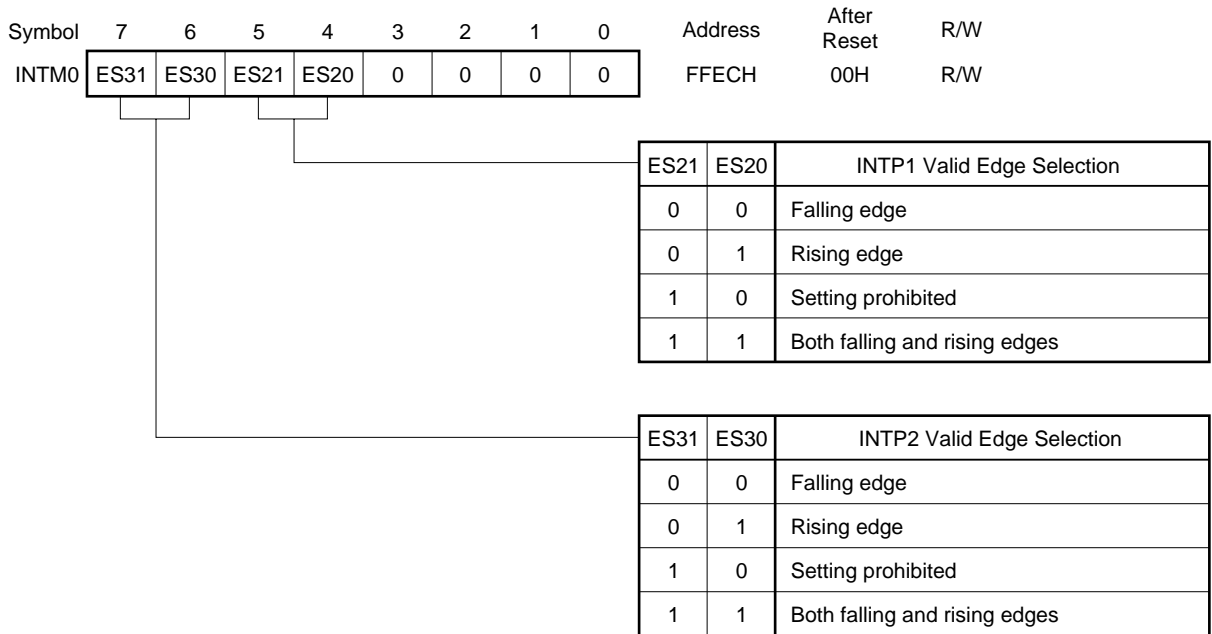 Symbol 7 6 5 4 3 2 1 0 Address After Reset R/W
INTM0 ES31 ES30 ES21 ES20 0 0 0 0 FFECH 00H R/W
ES21 ES20 INTP1 Valid Edge Selection
0 0 Falling edge
0 1 Rising edge
1 0 Setting prohibited
1 1 Both falling and rising edges
ES31 ES30 INTP2 Valid Edge Selection
0 0 Falling edge
0 1 Rising edge
1 0 Setting prohibited
1 1 Both falling and rising edges